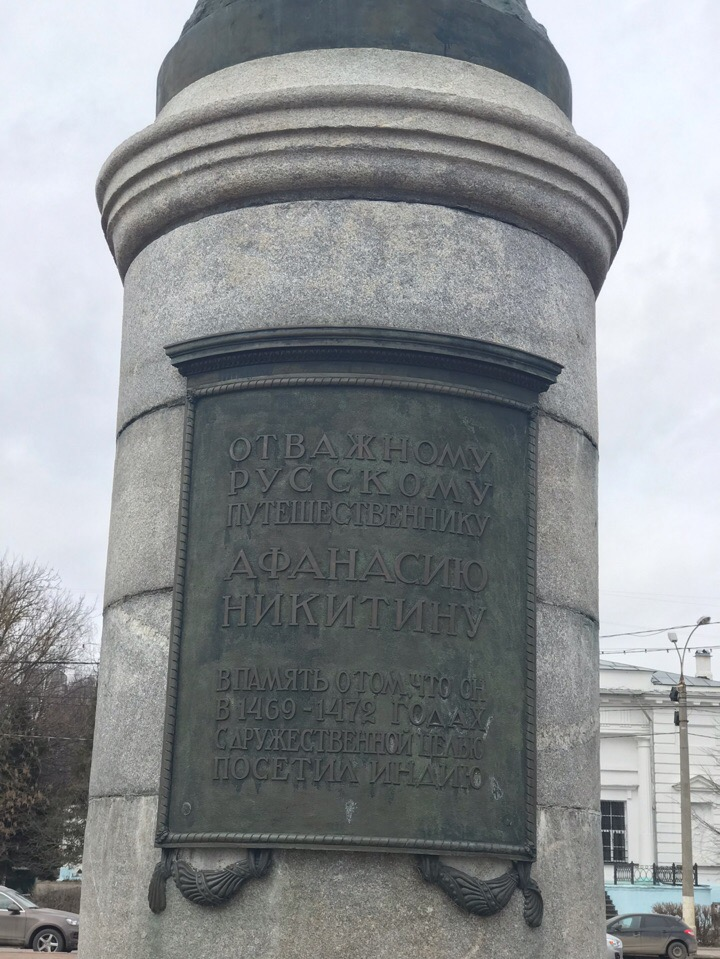 ОТВАЖНОМУ
РУССКОМУ
ПУТЕШЕСТВЕННИКУ
АФАНАСИЮ
НИКИТИНУ
В ПАМЯТЬ О ТОМ, ЧТО ОН
В 1469-1472 ГОДАХ
С ДРУЖЕСТВЕННОЙ ЦЕЛЬЮ
ПОСЕТИЛ ИНДИЮ